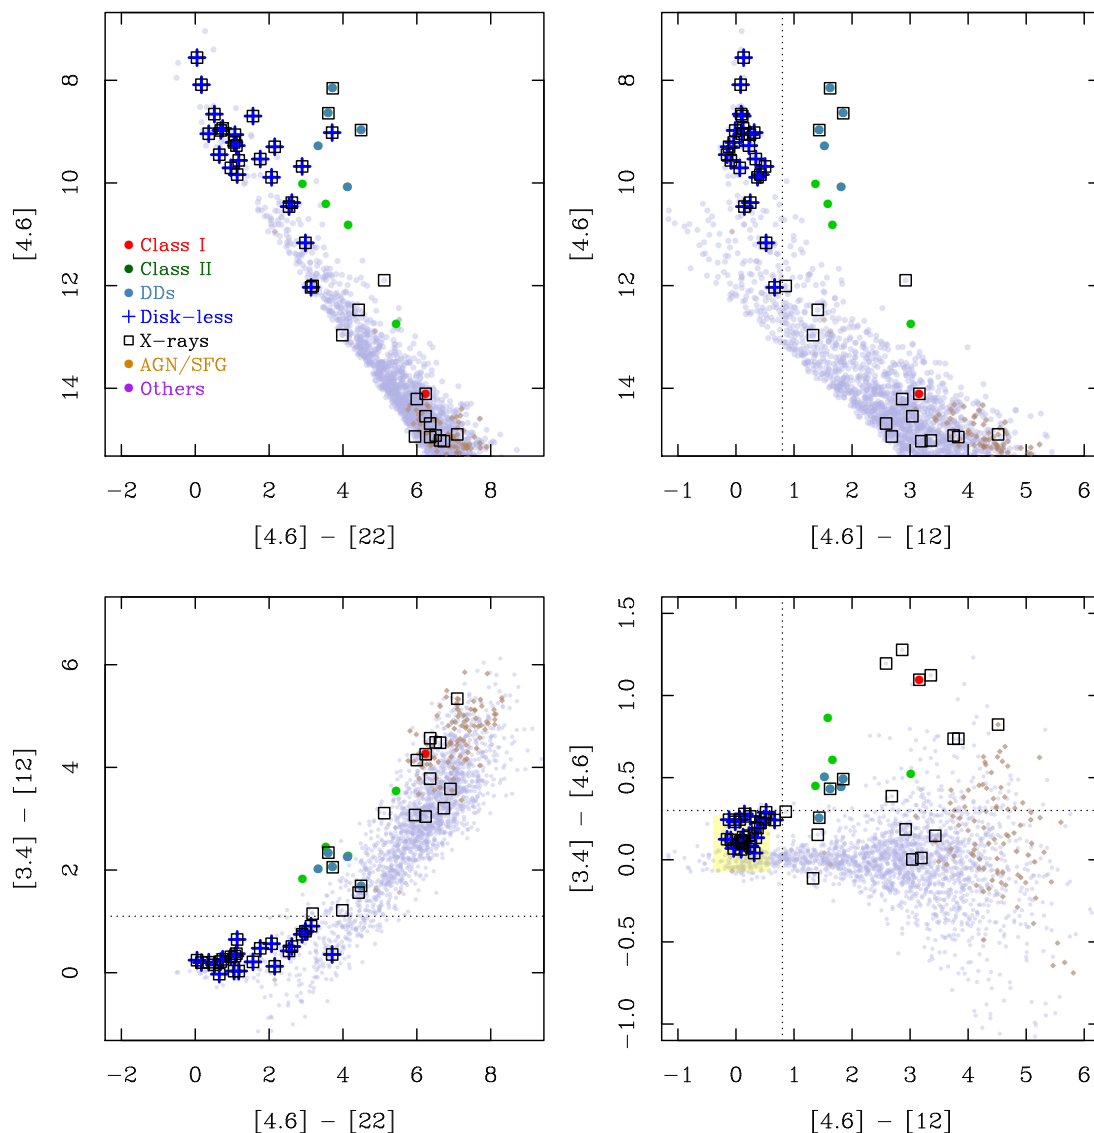 8
10
12
14
[4.6]
Class I
Class II
DDs
Disk-less
X-rays
AGN/SFG
Others
-2 0 2 4 6 8
[4.6] - [22]
8
10
12
14
[4.6]
-1 0 1 2 3 4 5 6
[4.6] - [12]
6
4
2
0
[3.4] - [12]
-2 0 2 4 6 8
[4.6] - [22]
1.5
1.0
0.5
0.0
-0.5
-1.0
[3.4] - [4.6]
-1 0 1 2 3 4 5 6
[4.6] - [12]